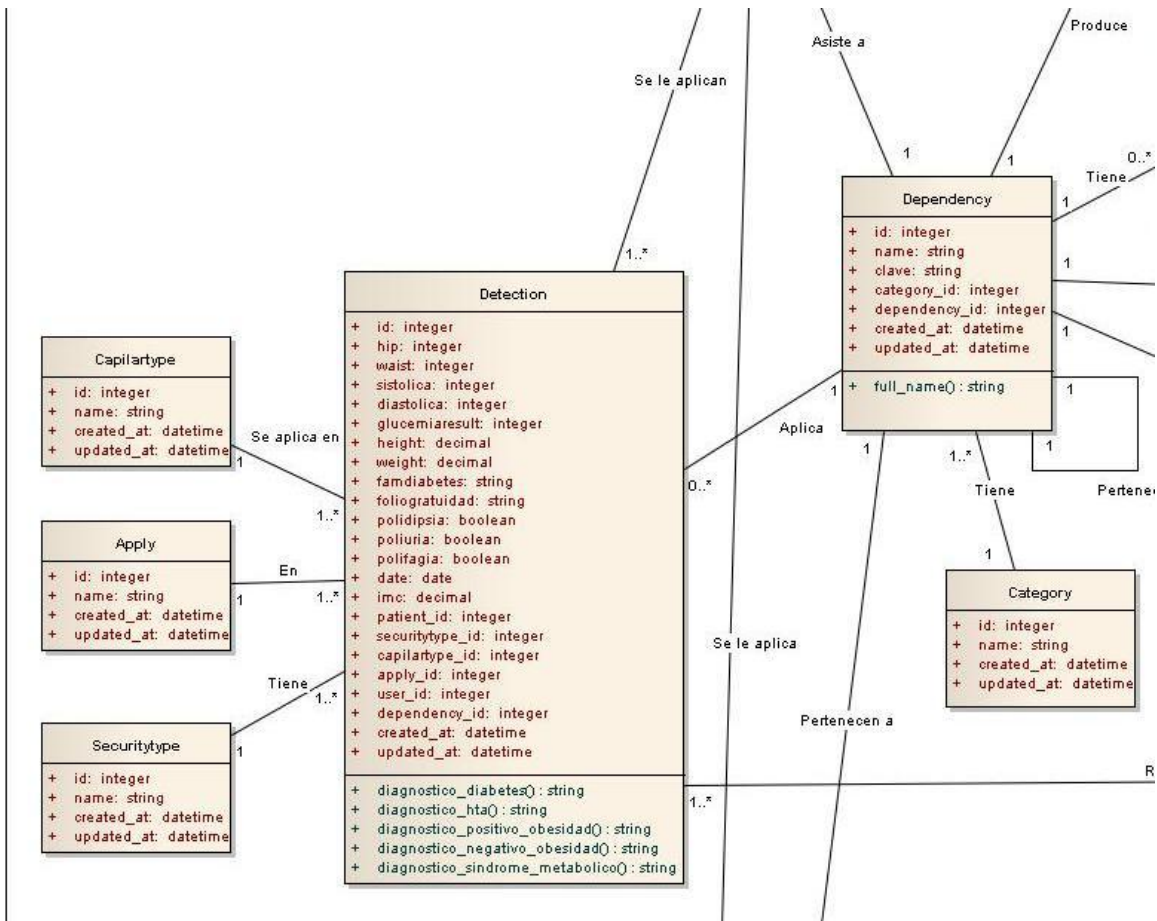 Asiste a
Produce
Se le aplican
1
1
0..*
Tiene
1
1
1
Dependency
+ id: integer
+ name: string
+ clave: string
+ category_id: integer
+ dependency_id: integer
+ created_at: datetime
+ updated_at: datetime
+ full_name() : string
1
1
Pertenec
1
1
1..*
Tiene
1
Category
+ id: integer
+ name: string
+ created_at: datetime
+ updated_at: datetime
1..*
Detection
+ id: integer
+ hip: integer
+ waist: integer
+ sistolica: integer
+ diastolica: integer
+ glucemiaresult: integer
+ height: decimal
+ weight: decimal
+ famdiabetes: string
+ foliogratuidad: string
+ polidipsia: boolean
+ poliuria: boolean
+ polifagia: boolean
+ date: date
+ imc: decimal
+ patient_id: integer
+ securitytype_id: integer
+ capilartype_id: integer
+ apply_id: integer
+ user_id: integer
+ dependency_id: integer
+ created_at: datetime
+ updated_at: datetime
+ diagnostico_diabetes() : string
+ diagnostico_hta() : string
+ diagnostico_positivo_obesidad() : string
+ diagnostico_negativo_obesidad() : string
+ diagnostico_sindrome_metabolico() : string
Aplica
0..*
Se le aplica
Pertenecen a
R
1..*
Capilartype
+ id: integer
+ name: string
+ created_at: datetime
+ updated_at: datetime
Se aplica en
1
1..*
Apply
+ id: integer
+ name: string
+ created_at: datetime
+ updated_at: datetime
En
1
1..*
Securitytype
+ id: integer
+ name: string
+ created_at: datetime
+ updated_at: datetime
Tiene
1..*
1